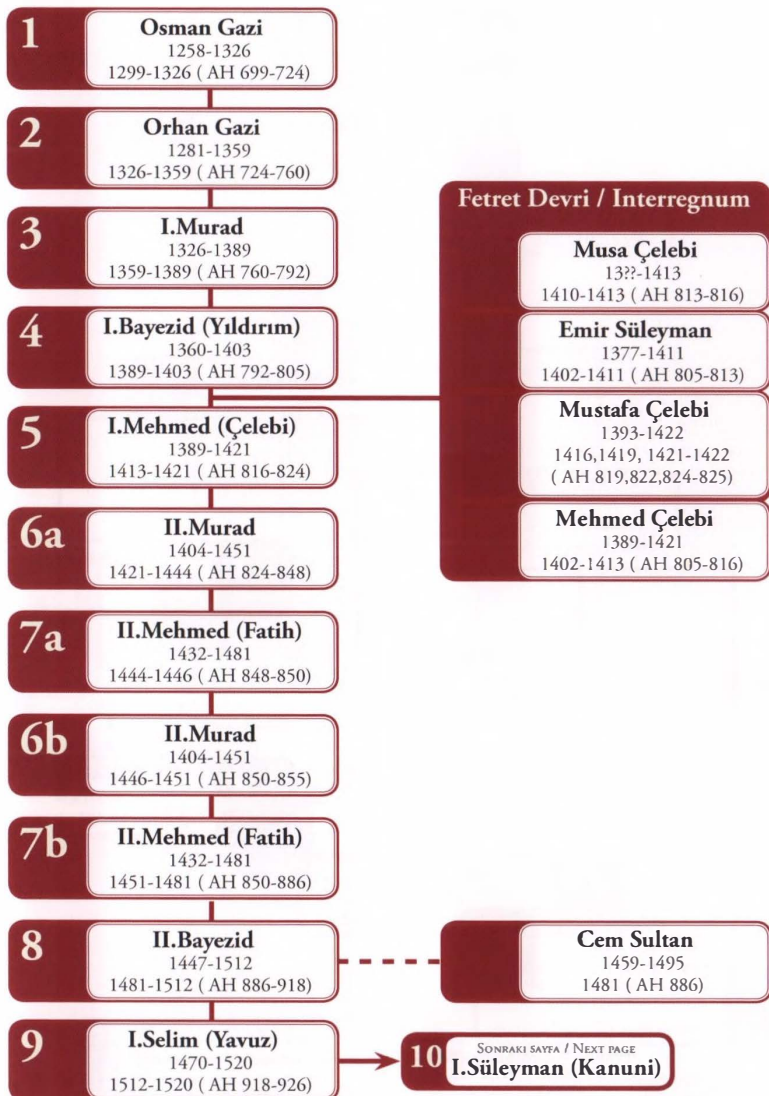 1
Osman Gazi
1258-1326
1299-1326 ( AH 699-724)
2
Orhan Gazi
1281-1359
1326-1359 ( AH 724-760)
3
I.Murad
1326-1389
1359-1389 ( AH 760-792)
4
I.Bayezid (Yıldırım)
1360-1403
1389-1403 ( AH 792-805)
Fetret Devri / Interregnum
Musa Çelebi
13??-1413
1410-1413 ( AH 813-816)
Emir Süleyman
1377-1411
1402-1411 ( AH 805-813)
Mustafa Çelebi
1393-1422
1416,1419, 1421-1422
( AH 819,822,824-825)
Mehmed Çelebi
1389-1421
1402-1413 ( AH 805-816)
5
I.Mehmed (Çelebi)
1389-1421
1413-1421 ( AH 816-824)
6a
II.Murad
1404-1451
1421-1444 ( AH 824-848)
7a
II.Mehmed (Fatih)
1432-1481
1444-1446 ( AH 848-850)
6b
II.Murad
1404-1451
1446-1451 ( AH 850-855)
7b
II.Mehmed (Fatih)
1432-1481
1451-1481 ( AH 850-886)
8
II.Bayezid
1447-1512
1481-1512 ( AH 886-918)
Cem Sultan
1459-1495
1481 ( AH 886)
9
I.Selim (Yavuz)
1470-1520
1512-1520 ( AH 918-926)
10
Sonraki sayfa / Next page
I.Süleyman (Kanuni)